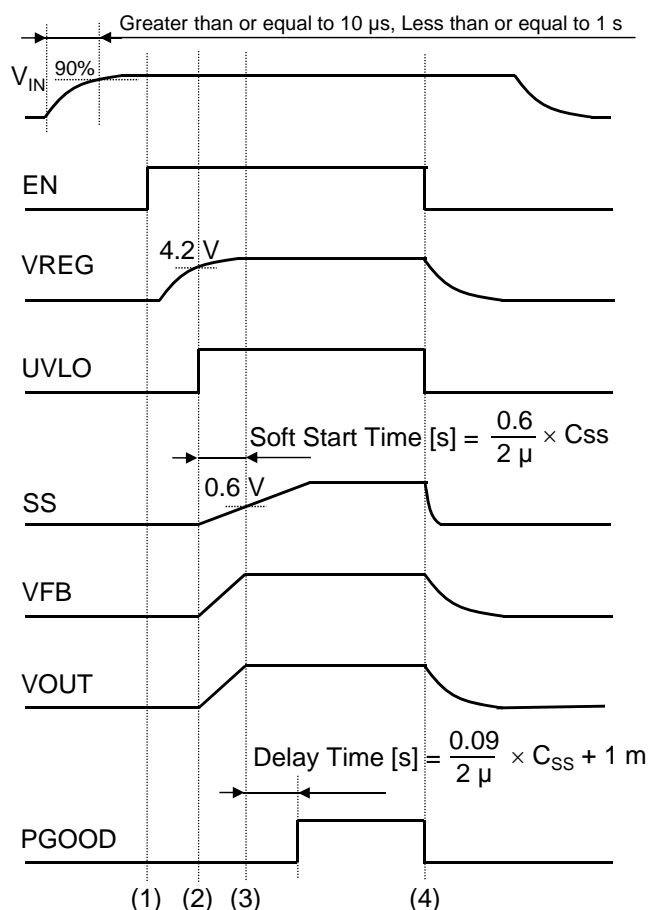 Greater than or equal to 10 µs, Less than or equal to 1 s
90%
VIN
EN
4.2 V
VREG
UVLO
Soft Start Time [s] = 0.6 / 2 µ × Css
0.6 V
SS
VFB
VOUT
Delay Time [s] = 0.09 / 2 µ × CSS + 1 m
PGOOD
(1) (2) (3) (4)